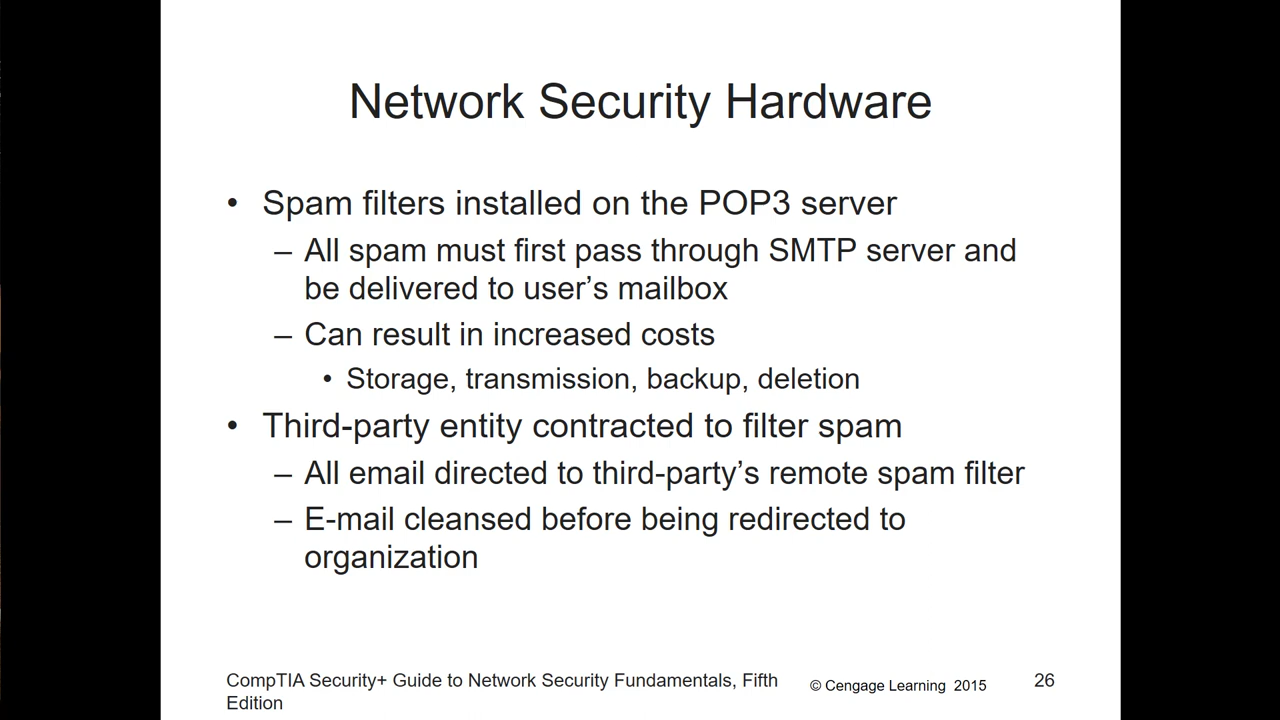 Network Security Hardware
• Spam filters installed on the POP3 server
– All spam must first pass through SMTP server and
be delivered to user’s mailbox
– Can result in increased costs
• Storage, transmission, backup, deletion
• Third-party entity contracted to filter spam
– All email directed to third-party’s remote spam filter
– E-mail cleansed before being redirected to
organization
CompTIA Security+ Guide to Network Security Fundamentals, Fifth
Edition
© Cengage Learning 2015
26